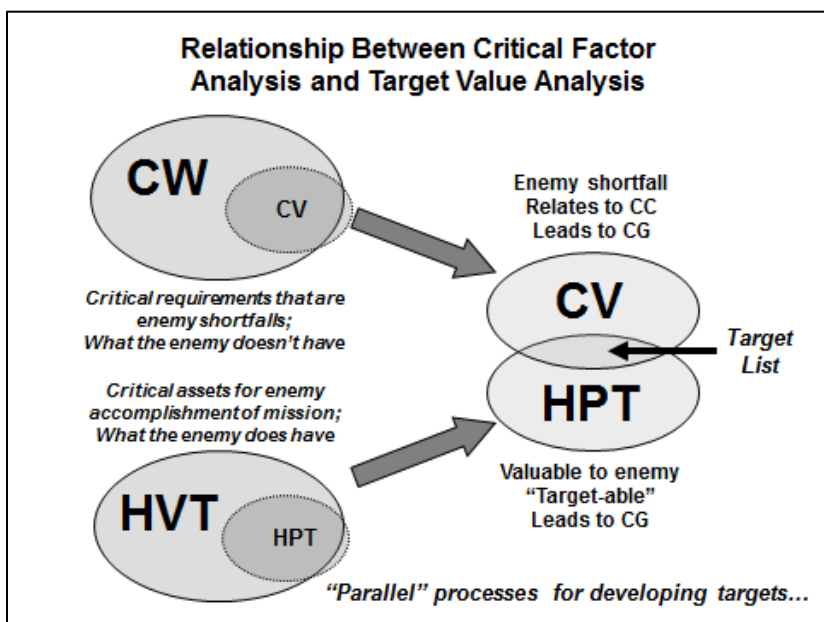 Relationship Between Critical Factor
Analysis and Target Value Analysis
CW
CV
Critical requirements that are
enemy shortfalls;
What the enemy doesn't have
Critical assets for enemy
accomplishment of mission;
What the enemy does have
HVT
HPT
Enemy shortfall
Relates to CC
Leads to CG
CV
HPT
Target
List
Valuable to enemy
“Target-able”
Leads to CG
“Parallel” processes for developing targets…